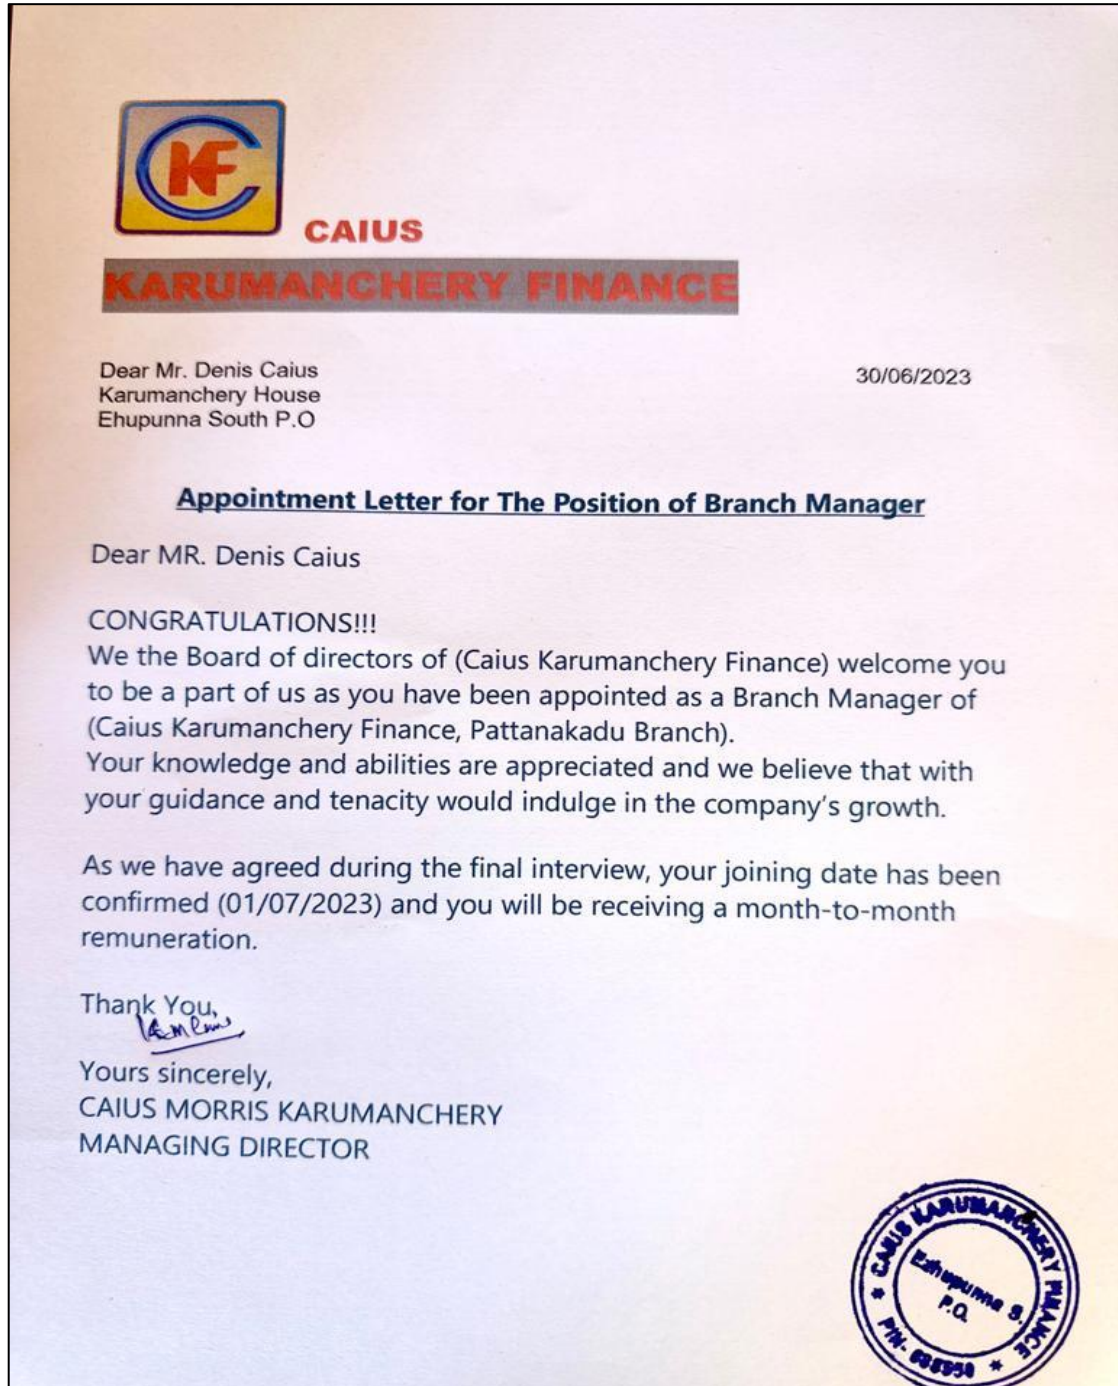 CKF
CAIUS
KARUMANCHERY FINANCE
Dear Mr. Denis Caius
30/06/2023
Karumanchery House
Ehupunna South P.O
Appointment Letter for The Position of Branch Manager
Dear MR. Denis Caius
CONGRATULATIONS!!!
We the Board of directors of (Caius Karumanchery Finance) welcome you
to be a part of us as you have been appointed as a Branch Manager of
(Caius Karumanchery Finance, Pattanakadu Branch).
Your knowledge and abilities are appreciated and we believe that with
your guidance and tenacity would indulge in the company's growth.
As we have agreed during the final interview, your joining date has been
confirmed (01/07/2023) and you will be receiving a month-to-month
remuneration.
Thank You,
Yours sincerely,
CAIUS MORRIS KARUMANCHERY
MANAGING DIRECTOR
* CAIUS KARUMANCHERY FINANCE *
Ezhupunna S.
P.O.
PIN-